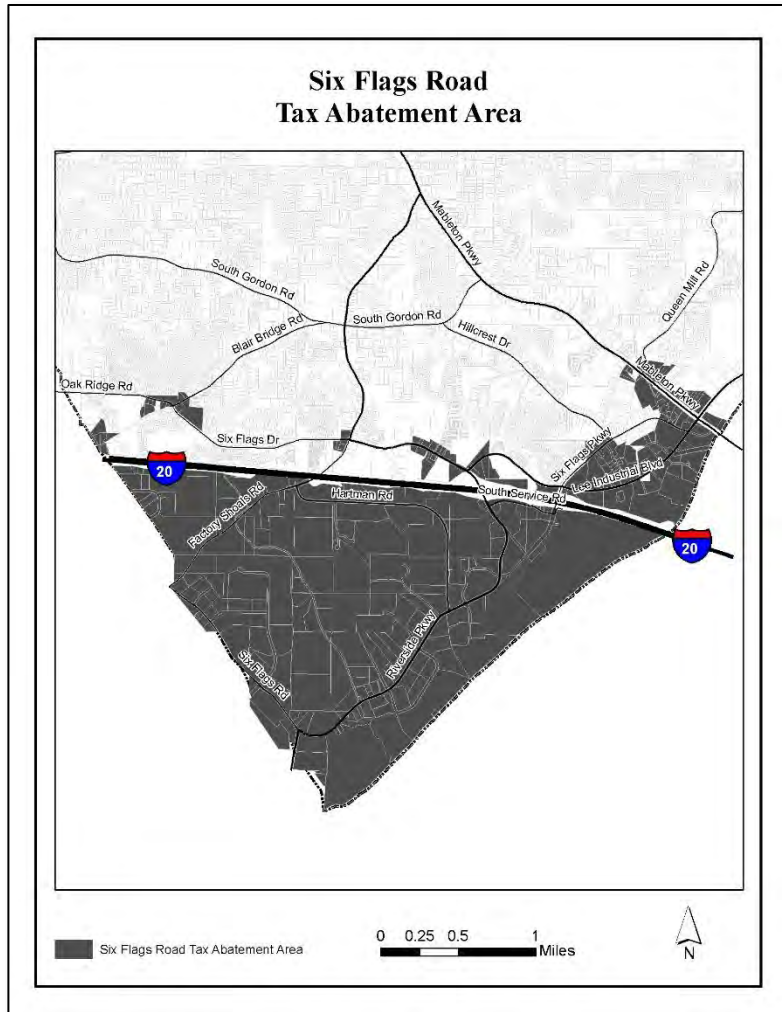 Six Flags Road
Tax Abatement Area
Mableton Pkwy
South Gordon Rd
Queen Mill Rd
South Gordon Rd
Blair Bridge Rd
Hillcrest Dr
Mableton Pkwy
Oak Ridge Rd
Six Flags Dr
Six Flags Pkwy
20
Lee Industrial Blvd
Hartman Rd
South Service Rd
Factory Shoals Rd
20
Riverside Pkwy
Six Flags Rd
Six Flags Road Tax Abatement Area
0 0.25 0.5 1
Miles
N